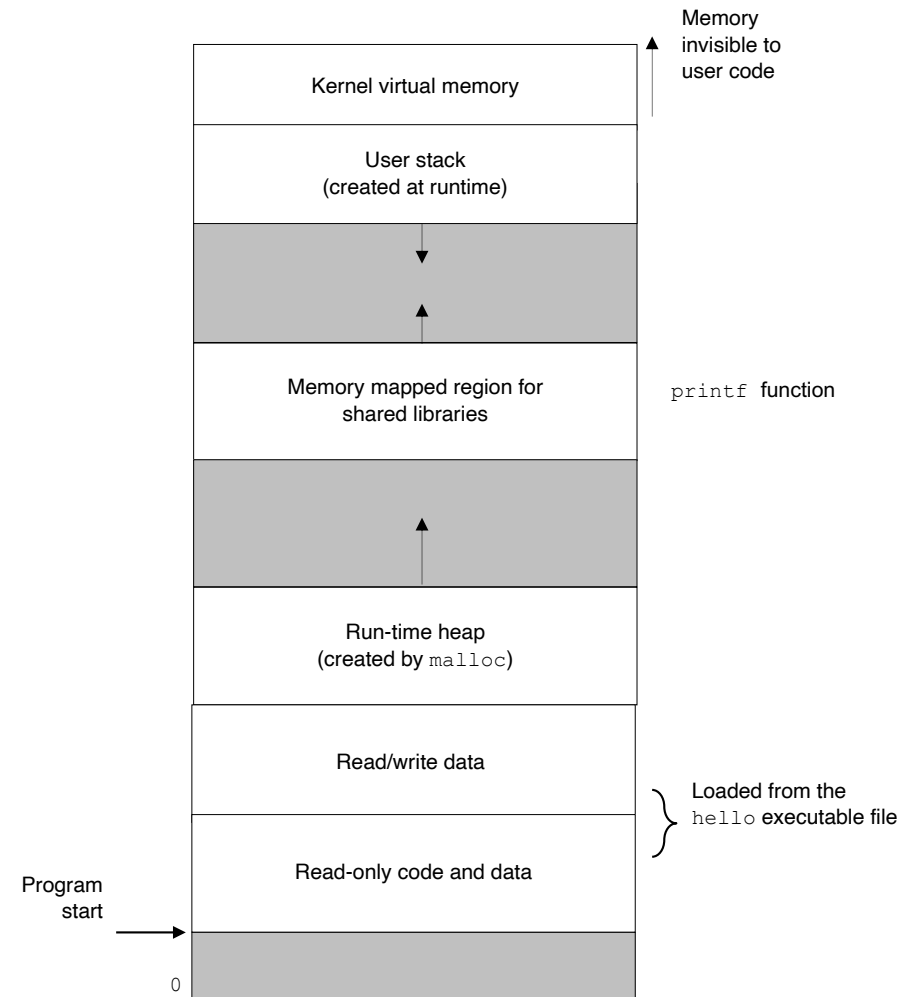 Memory
invisible to
user code
Kernel virtual memory
User stack
(created at runtime)
Memory mapped region for
shared libraries
printf function
Run-time heap
(created by malloc)
Read/write data
Loaded from the
hello executable file
Read-only code and data
Program
start
0